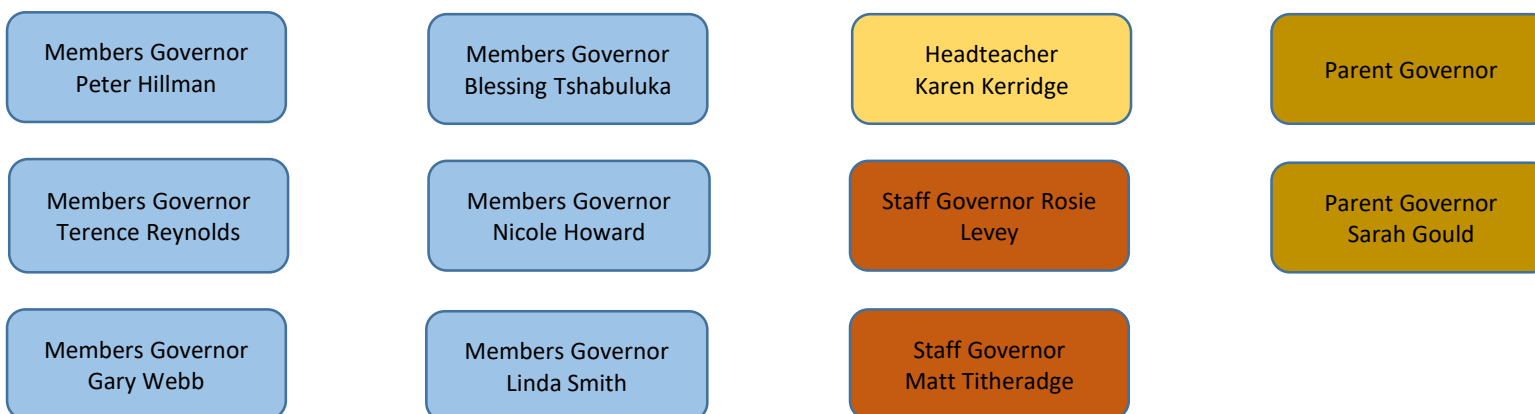 Members Governor
Peter Hillman
Members Governor
Blessing Tshabuluka
Headteacher
Karen Kerridge
Parent Governor
Members Governor
Terence Reynolds
Members Governor
Nicole Howard
Staff Governor Rosie
Levey
Parent Governor
Sarah Gould
Members Governor
Gary Webb
Members Governor
Linda Smith
Staff Governor
Matt Titheradge